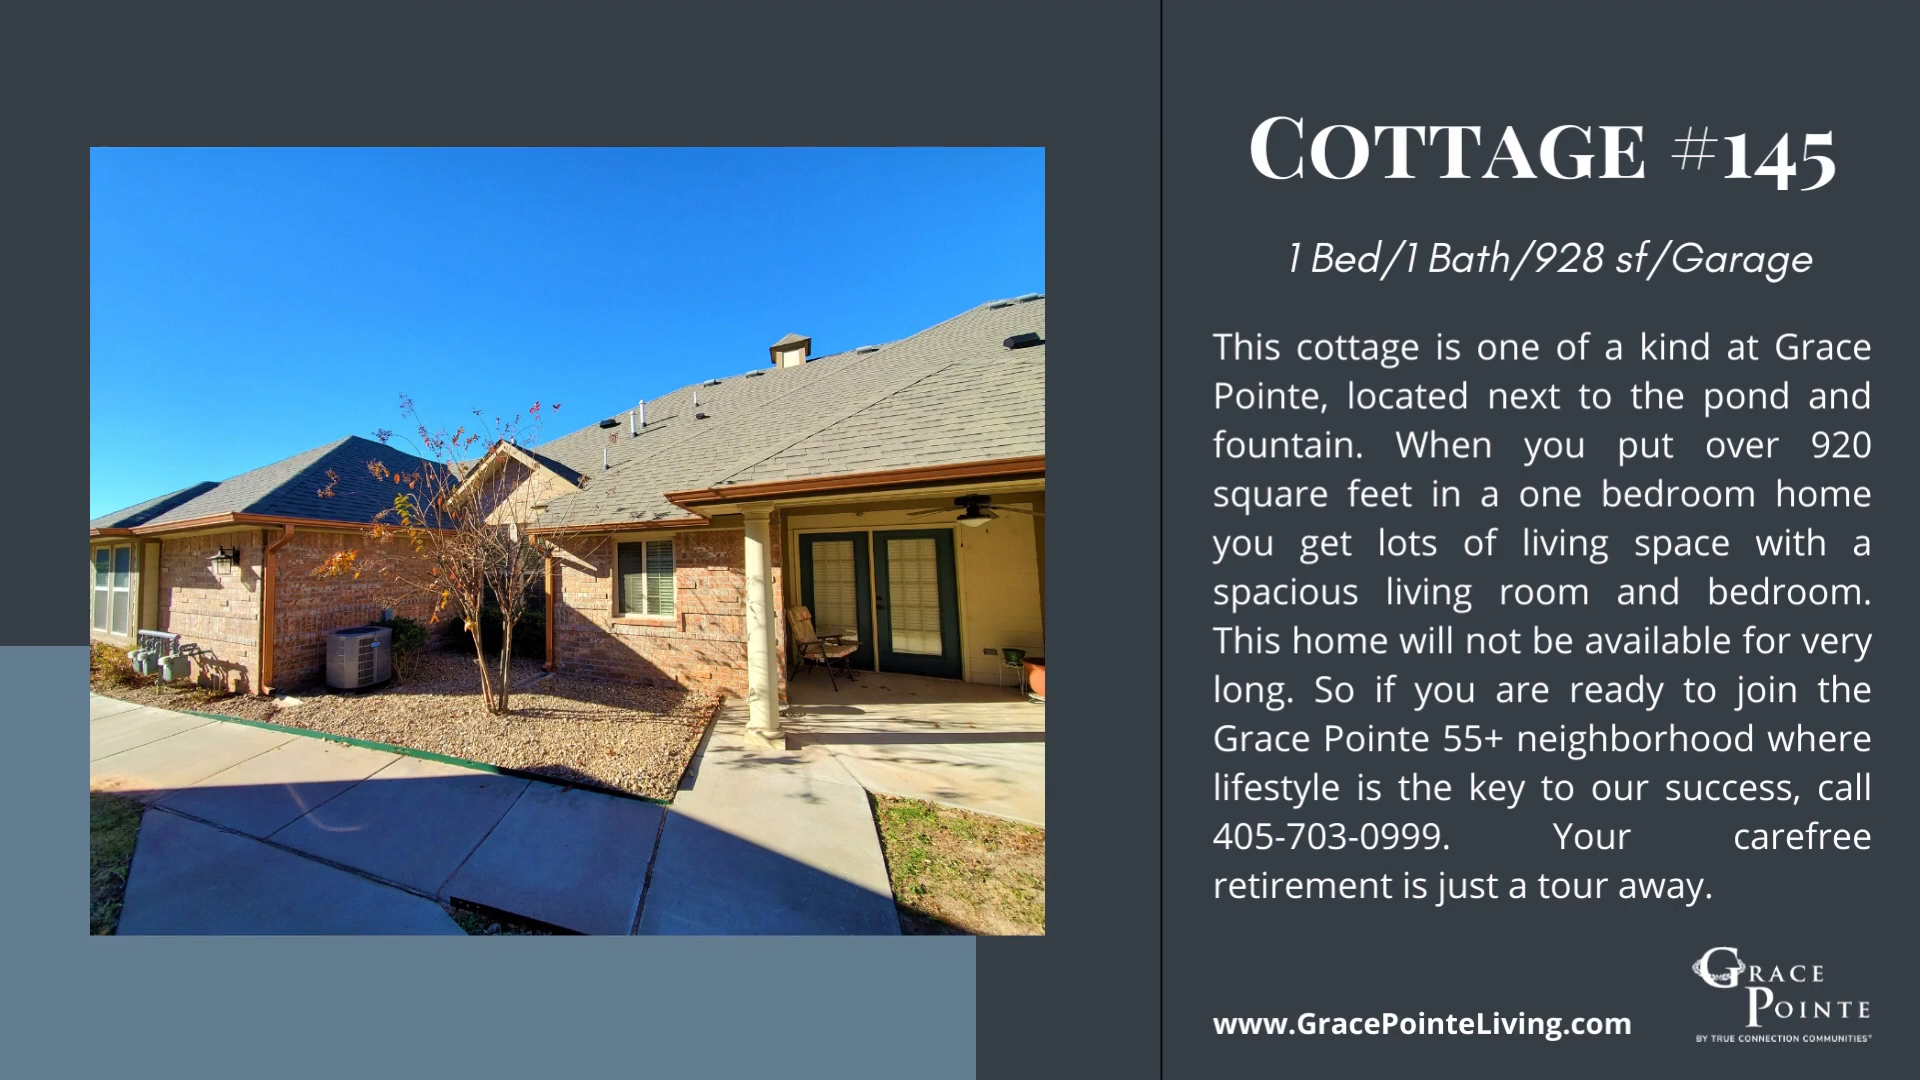 COTTAGE #145
1 Bed/1 Bath/928 sf/Garage
This cottage is one of a kind at Grace
Pointe, located next to the pond and
fountain. When you put over 920
square feet in a one bedroom home
you get lots of living space with a
spacious living room and bedroom.
This home will not be available for very
long. So if you are ready to join the
Grace Pointe 55+ neighborhood where
lifestyle is the key to our success, call
405-703-0999. Your carefree
retirement is just a tour away.
www.GracePointeLiving.com
GRACE
POINTE
BY TRUE CONNECTION COMMUNITIES®